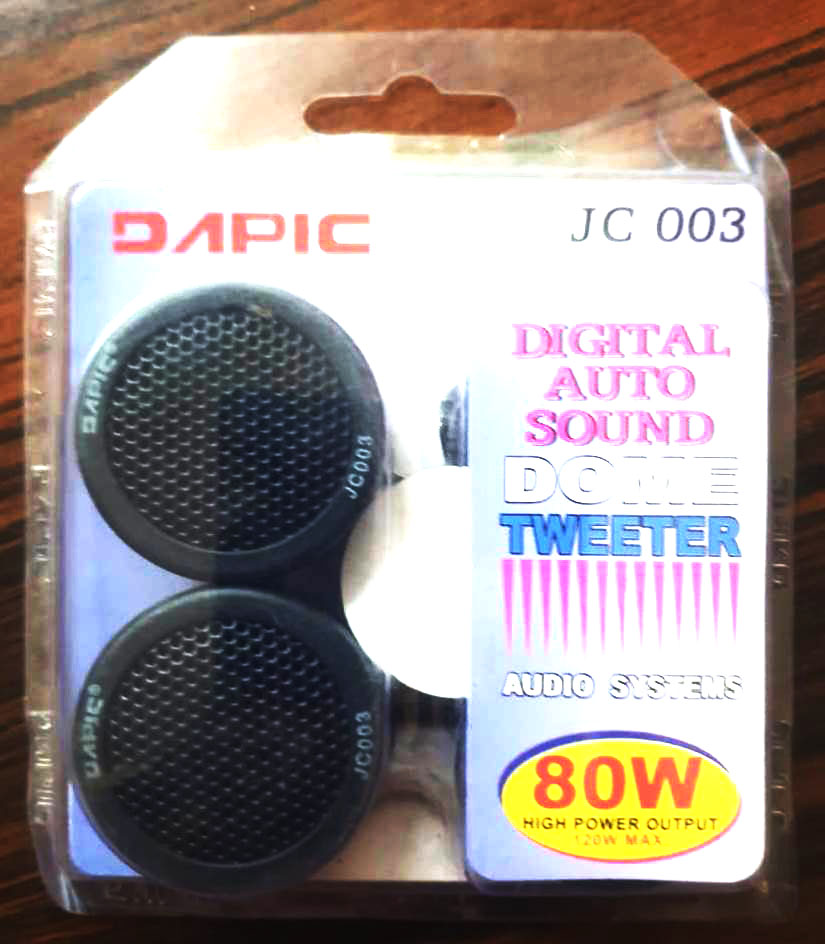 DAPIC
JC 003
DIGITAL
AUTO
SOUND
DOME
TWEETER
AUDIO SYSTEMS
80W
HIGH POWER OUTPUT
120W MAX
DAPIC®
JC003
DAPIC®
JC003